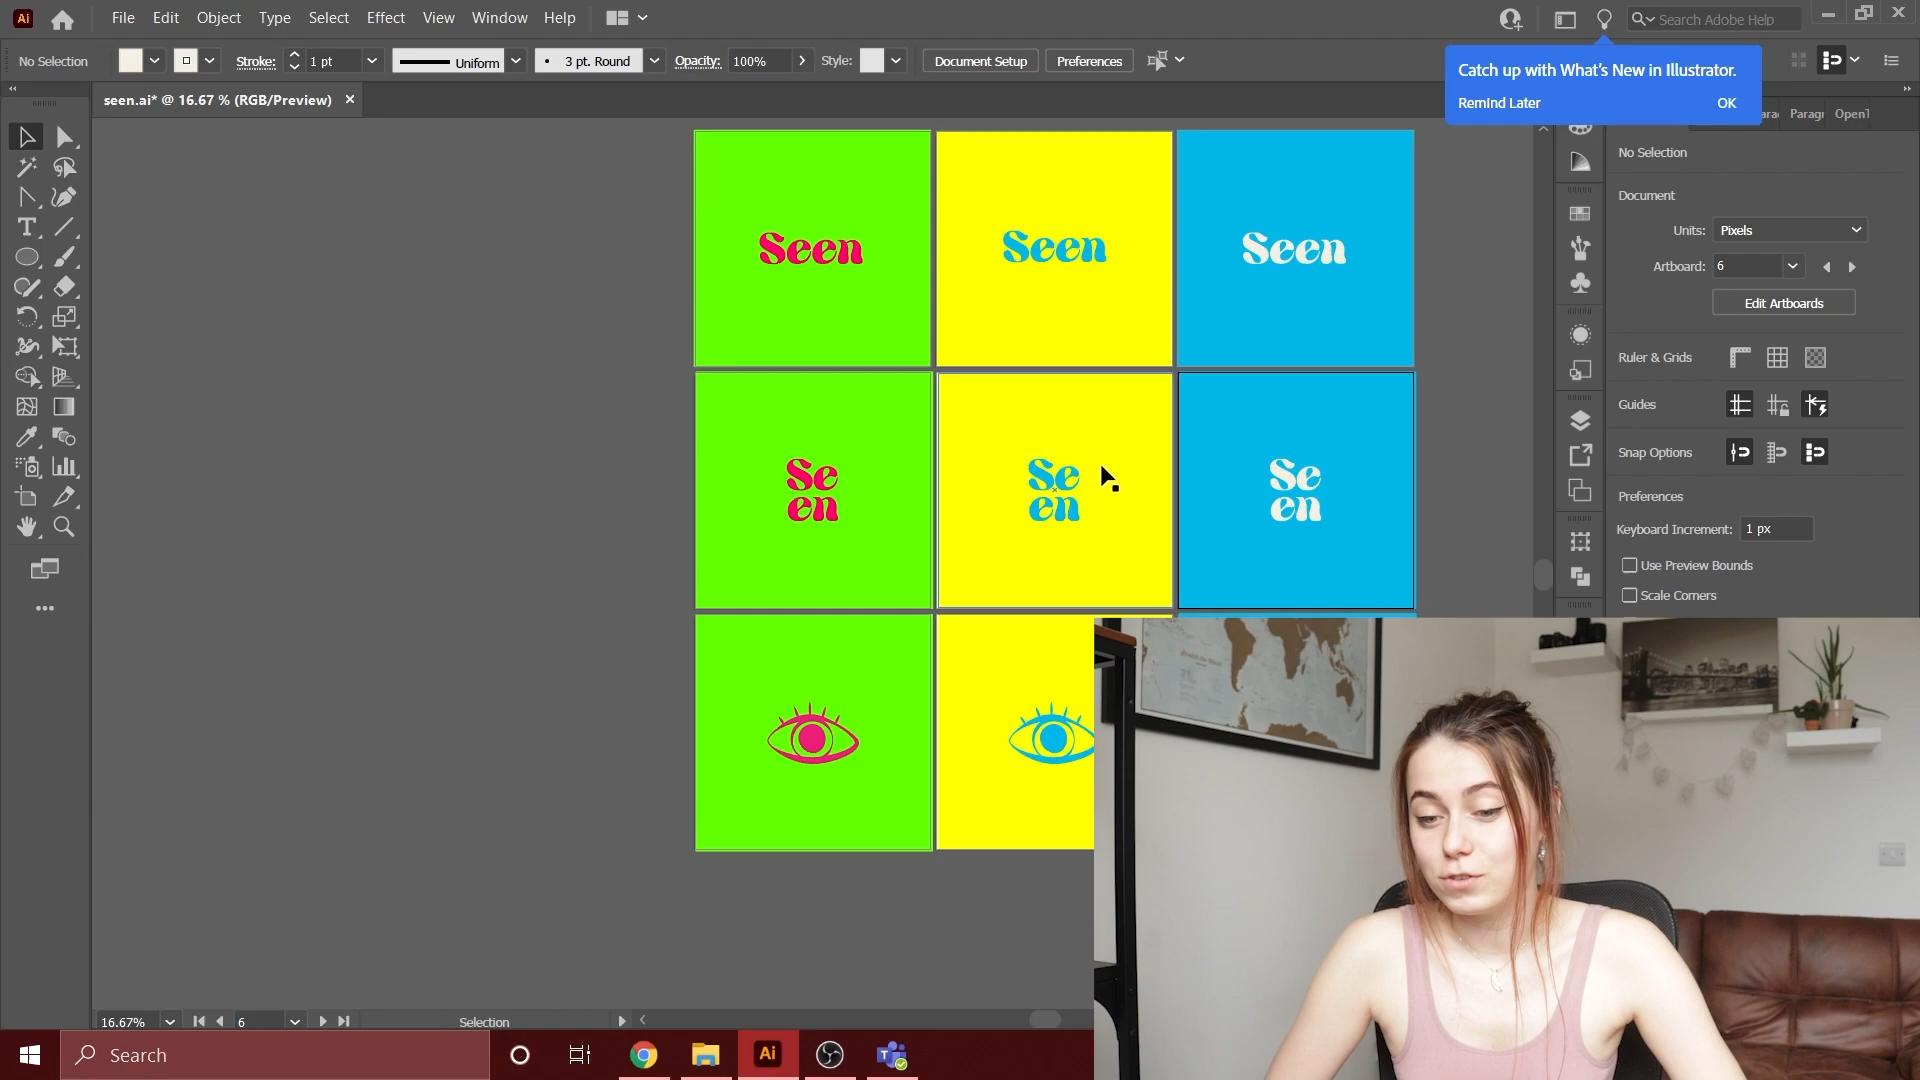 Ai File Edit Object Type Select Effect View Window Help Search Adobe Help
No Selection Stroke: 1 pt Uniform 3 pt. Round Opacity: 100% Style: Document Setup Preferences
Catch up with What's New in Illustrator.
Remind Later OK
seen.ai* @ 16.67 % (RGB/Preview)
Paragr OpenT
No Selection
Document
Units: Pixels
Artboard: 6
Edit Artboards
Ruler & Grids
Guides
Snap Options
Preferences
Keyboard Increment: 1 px
Use Preview Bounds
Scale Corners
Seen Seen Seen
Se Se Se
en en en
16.67% 6 Selection
Search Ai